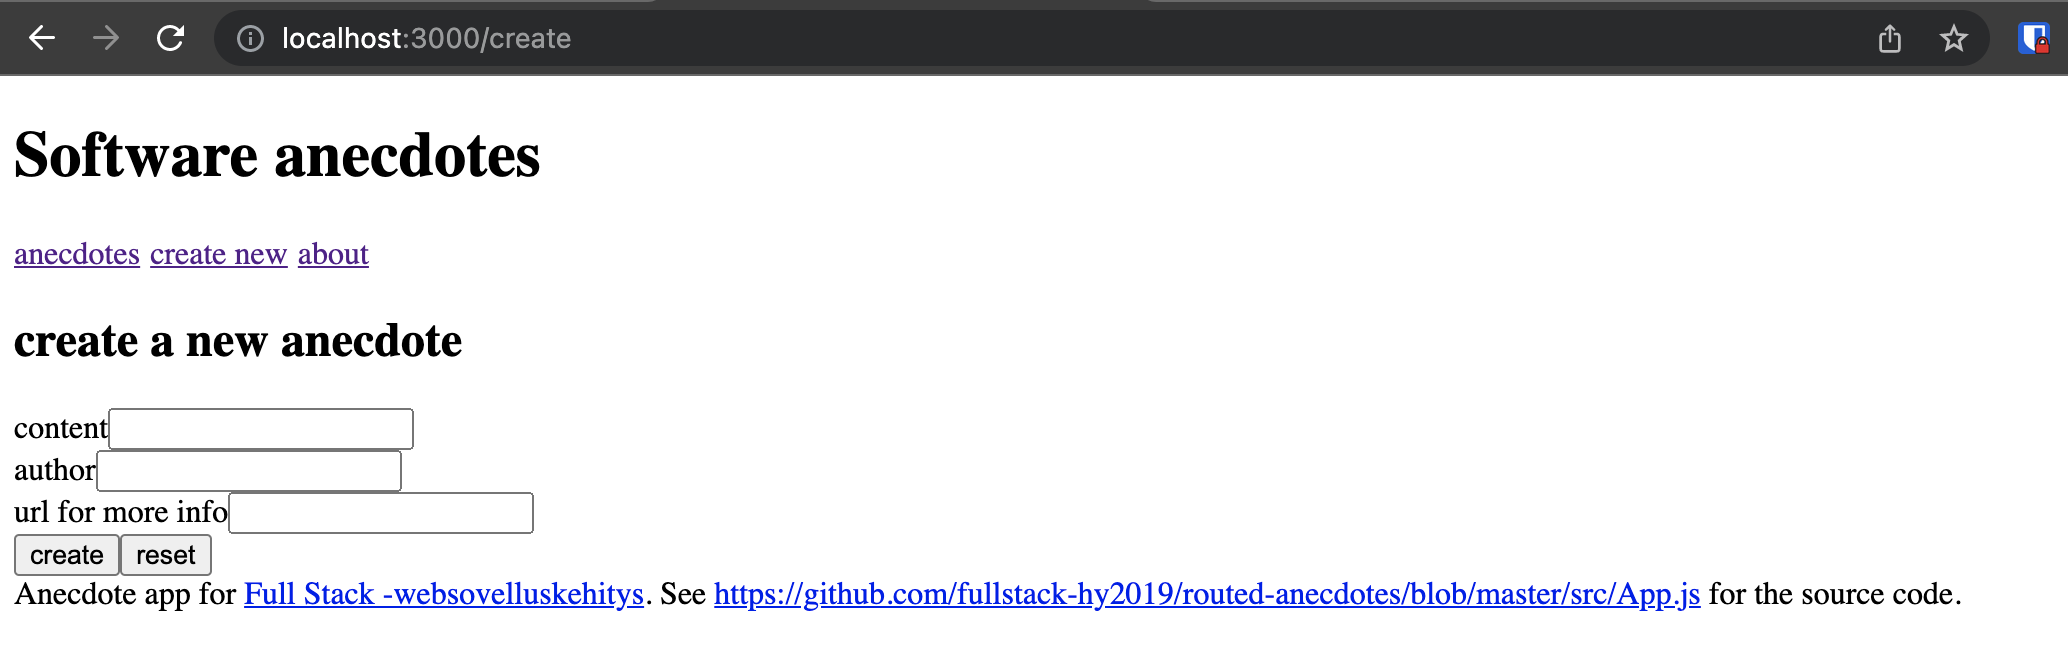 localhost:3000/create
Software anecdotes
anecdotes create new about
create a new anecdote
content
author
url for more info
create reset
Anecdote app for Full Stack -websovelluskehitys. See https://github.com/fullstack-hy2019/routed-anecdotes/blob/master/src/App.js for the source code.